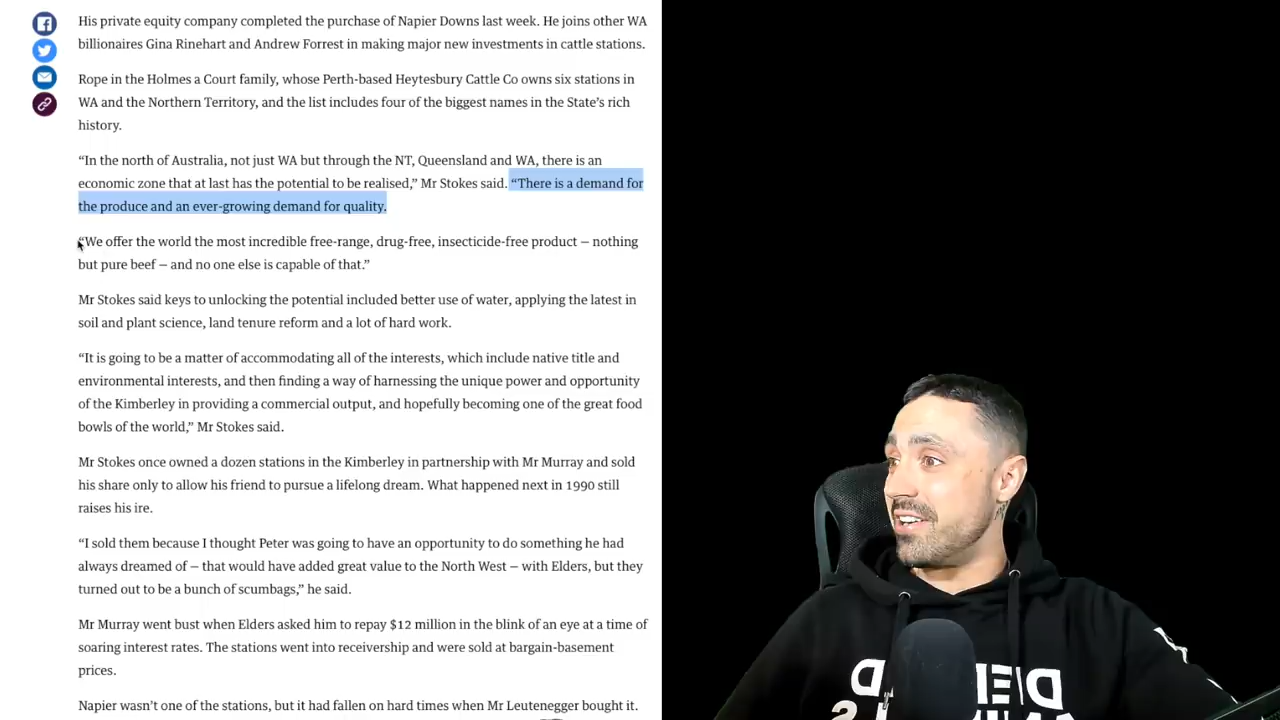 His private equity company completed the purchase of Napier Downs last week. He joins other WA
billionaires Gina Rinehart and Andrew Forrest in making major new investments in cattle stations.
Rope in the Holmes a Court family, whose Perth-based Heytesbury Cattle Co owns six stations in
WA and the Northern Territory, and the list includes four of the biggest names in the State’s rich
history.
“In the north of Australia, not just WA but through the NT, Queensland and WA, there is an
economic zone that at last has the potential to be realised,” Mr Stokes said. “There is a demand for
the produce and an ever-growing demand for quality.
“We offer the world the most incredible free-range, drug-free, insecticide-free product — nothing
but pure beef — and no one else is capable of that.”
Mr Stokes said keys to unlocking the potential included better use of water, applying the latest in
soil and plant science, land tenure reform and a lot of hard work.
“It is going to be a matter of accommodating all of the interests, which include native title and
environmental interests, and then finding a way of harnessing the unique power and opportunity
of the Kimberley in providing a commercial output, and hopefully becoming one of the great food
bowls of the world,” Mr Stokes said.
Mr Stokes once owned a dozen stations in the Kimberley in partnership with Mr Murray and sold
his share only to allow his friend to pursue a lifelong dream. What happened next in 1990 still
raises his ire.
“I sold them because I thought Peter was going to have an opportunity to do something he had
always dreamed of — that would have added great value to the North West — with Elders, but they
turned out to be a bunch of scumbags,” he said.
Mr Murray went bust when Elders asked him to repay $12 million in the blink of an eye at a time of
soaring interest rates. The stations went into receivership and were sold at bargain-basement
prices.
Napier wasn’t one of the stations, but it had fallen on hard times when Mr Leutenegger bought it.